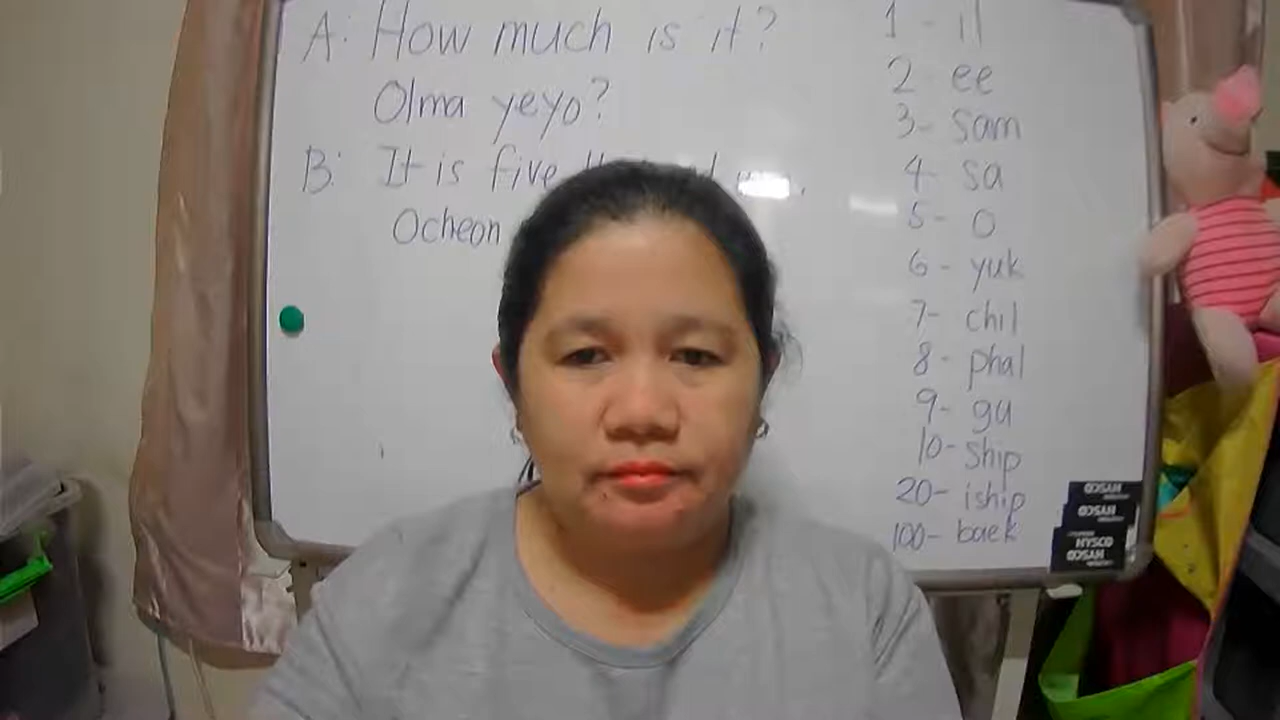 A: How much is it?
Olma yeyo?
B: It is five
Ocheon
1 - il
2 ee
3- sam
4 sa
5- O
6 - yuk
7- chil
8- phal
9- gu
10- ship
20- iship
100- baek
HYSCO
HYSCO
HYSCO
HYSCO